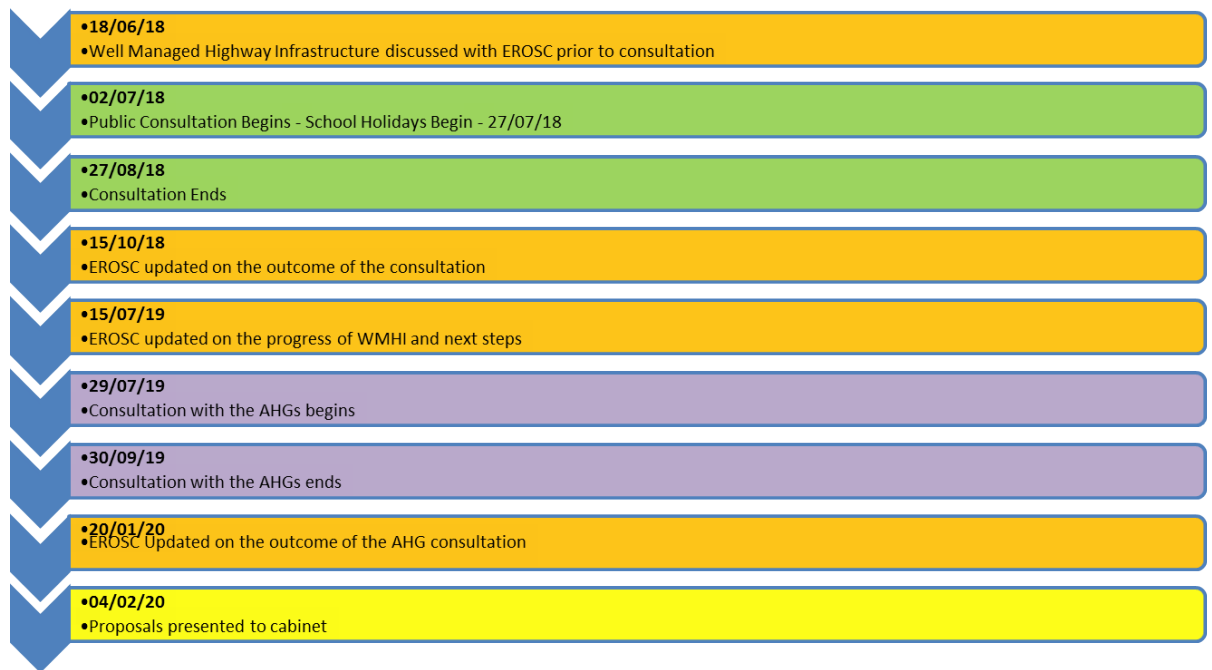 •18/06/18
•Well Managed Highway Infrastructure discussed with EROSC prior to consultation
•02/07/18
•Public Consultation Begins - School Holidays Begin - 27/07/18
•27/08/18
•Consultation Ends
•15/10/18
•EROSC updated on the outcome of the consultation
•15/07/19
•EROSC updated on the progress of WMHI and next steps
•29/07/19
•Consultation with the AHGs begins
•30/09/19
•Consultation with the AHGs ends
•20/01/20
•EROSC Updated on the outcome of the AHG consultation
•04/02/20
•Proposals presented to cabinet